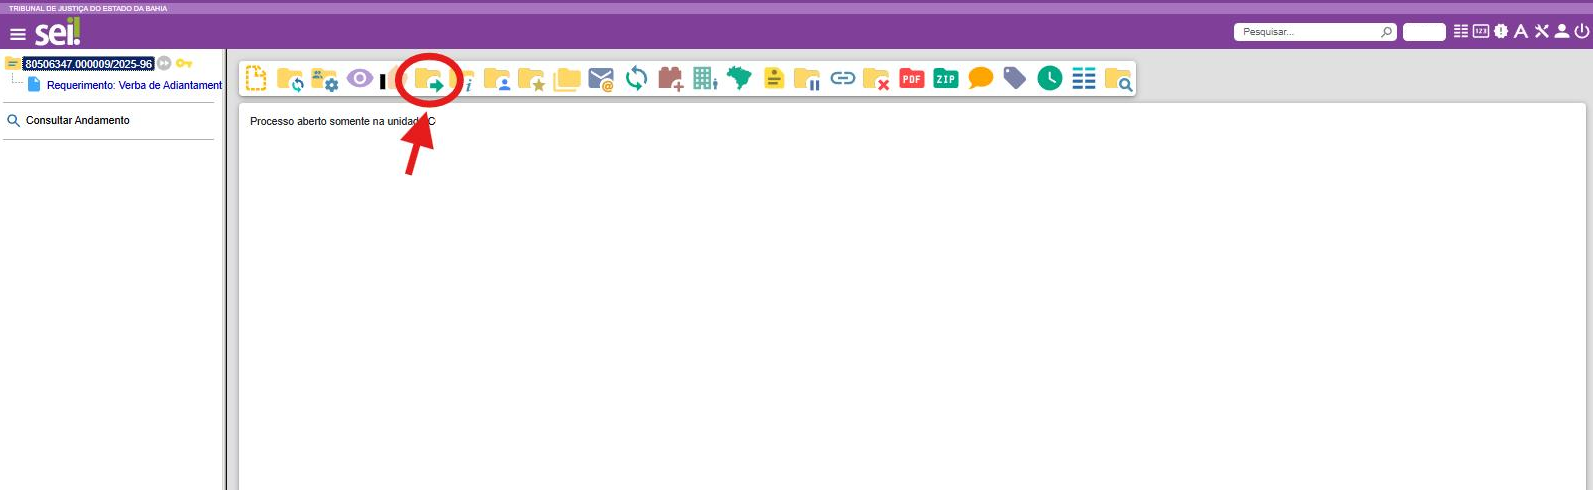 TRIBUNAL DE JUSTIÇA DO ESTADO DA BAHIA
sei!
Pesquisar...
123
80506347.000009/2025-96
Requerimento: Verba de Adiantament
Consultar Andamento
i
@
PDF
ZIP
A
Processo aberto somente na unidad C